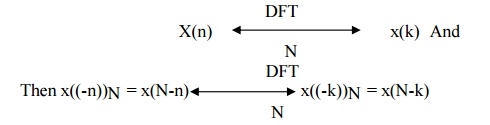 DFT
X(n) x(k) And
N
DFT
Then x((-n))N = x(N-n) x((-k))N = x(N-k)
N